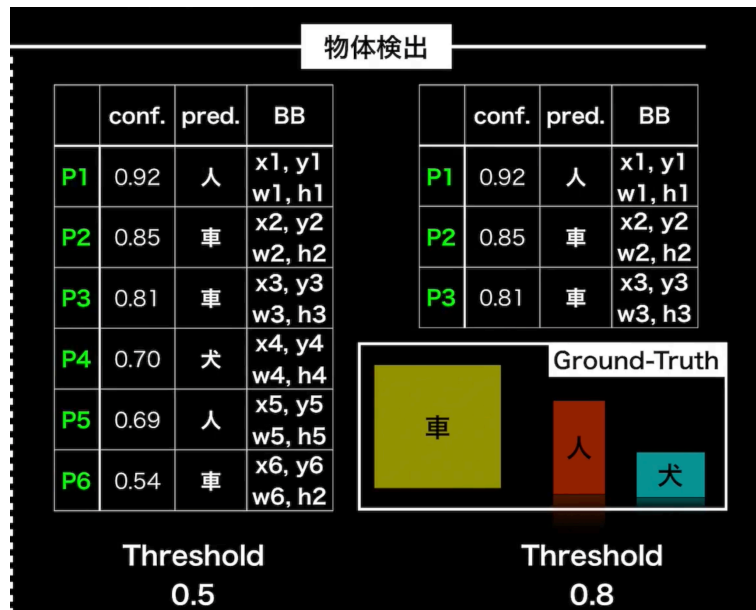 物体検出
conf. pred. BB
P1 0.92 人 x1, y1
w1, h1
P2 0.85 車 x2, y2
w2, h2
P3 0.81 車 x3, y3
w3, h3
P4 0.70 犬 x4, y4
w4, h4
P5 0.69 人 x5, y5
w5, h5
P6 0.54 車 x6, y6
w6, h2
Threshold
0.5
conf. pred. BB
P1 0.92 人 x1, y1
w1, h1
P2 0.85 車 x2, y2
w2, h2
P3 0.81 車 x3, y3
w3, h3
Ground-Truth
車
人
犬
Threshold
0.8